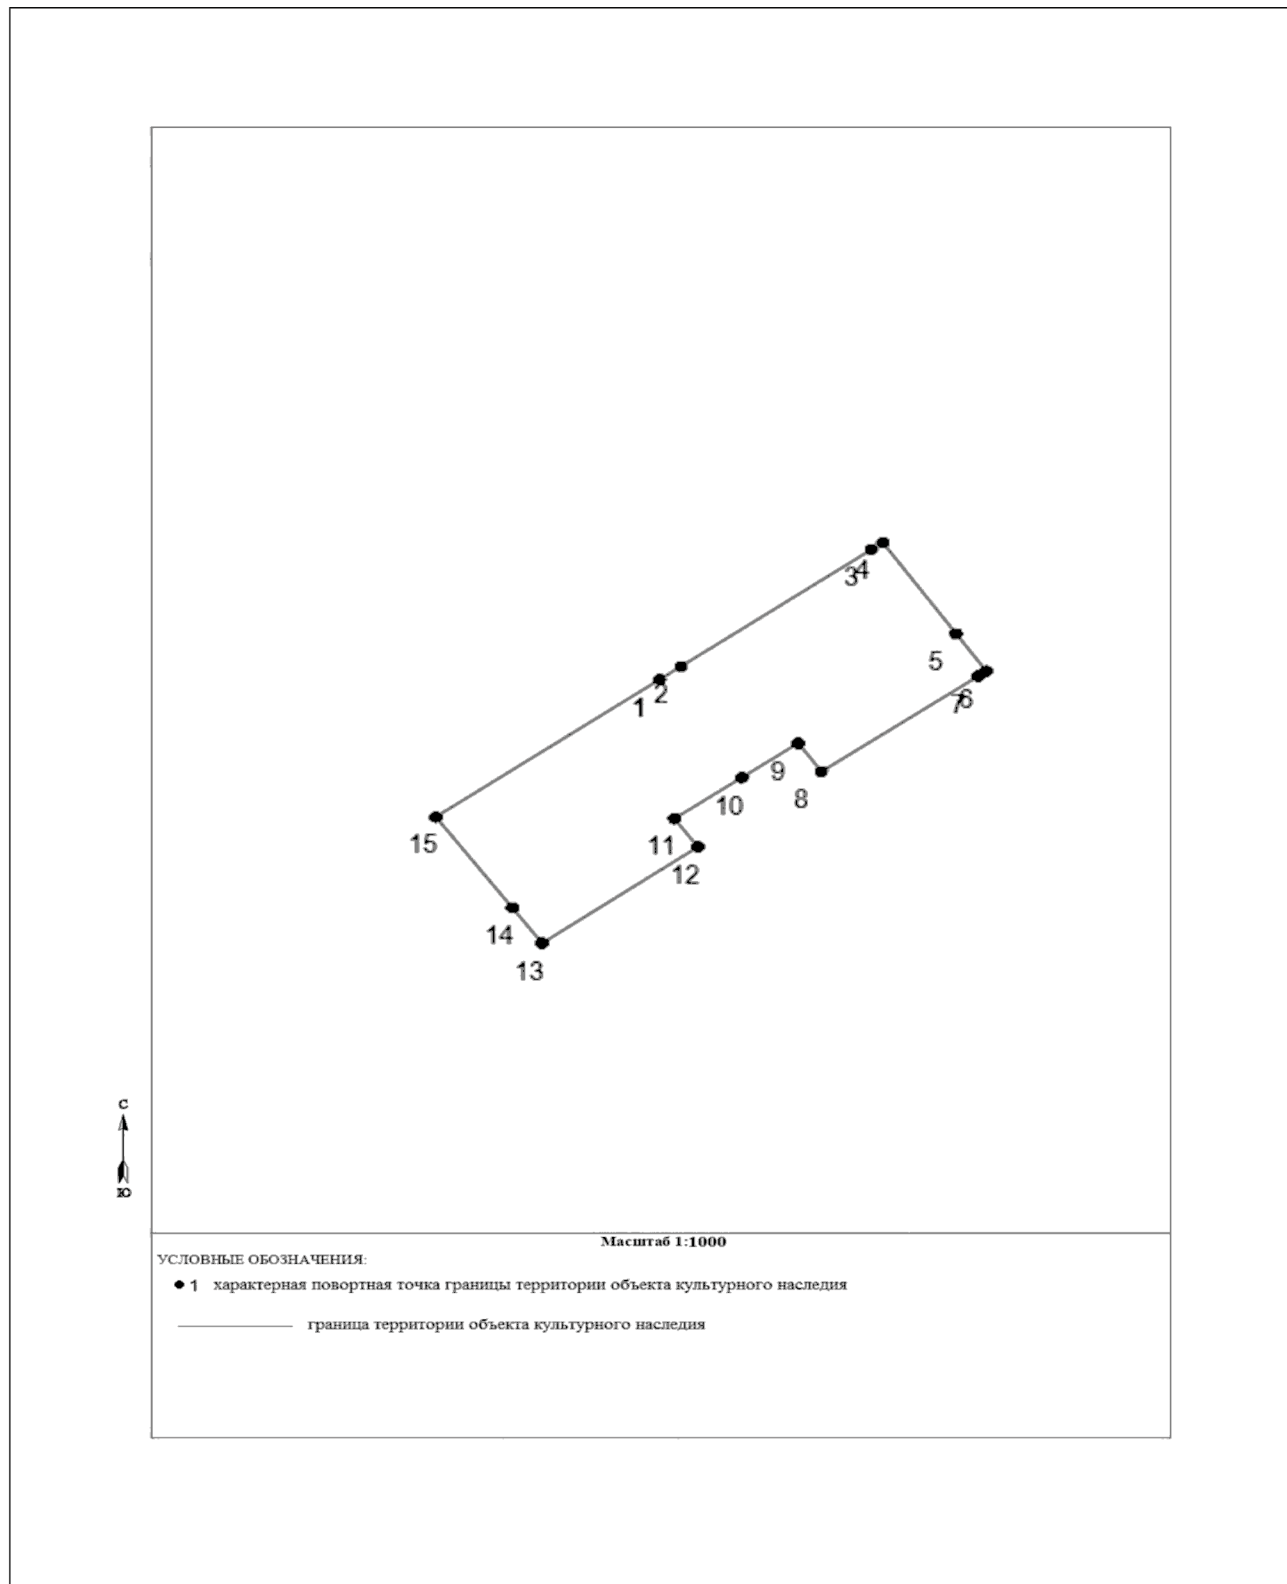 3
4
5
1
2
7
6
9
8
10
15
11
12
14
13
С
Ю
Масштаб 1:1000
УСЛОВНЫЕ ОБОЗНАЧЕНИЯ:
1 характерная повортная точка границы территории объекта культурного наследия
граница территории объекта культурного наследия